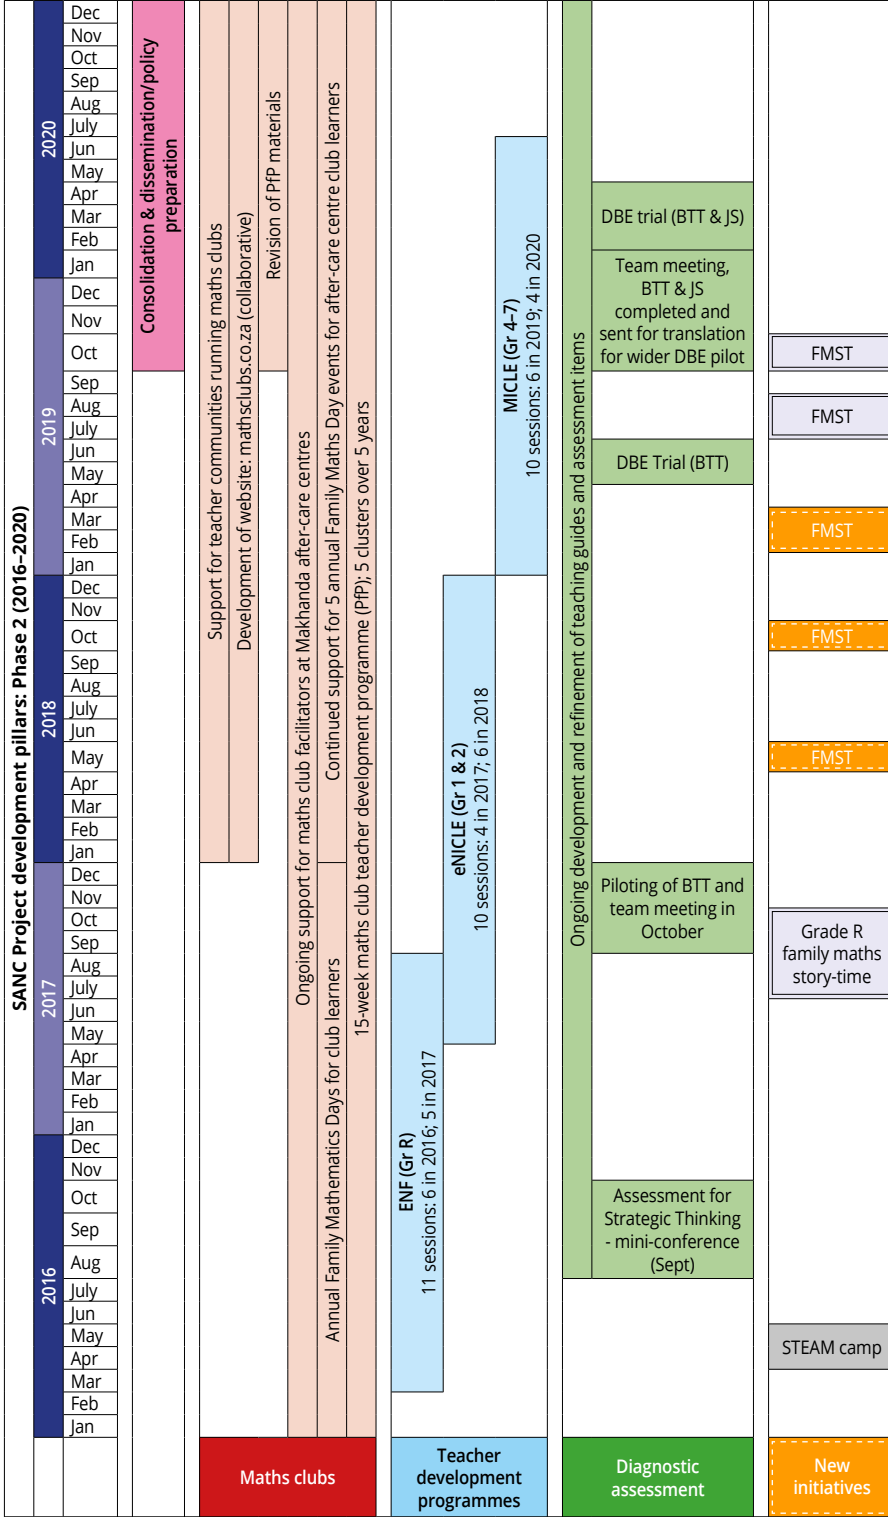 SANC Project development pillars: Phase 2 (2016–2020)
2020
Dec
Nov
Oct
Sep
Aug
July
Jun
May
Apr
Mar
Feb
Jan
2019
Dec
Nov
Oct
Sep
Aug
July
Jun
May
Apr
Mar
Feb
Jan
2018
Dec
Nov
Oct
Sep
Aug
July
Jun
May
Apr
Mar
Feb
Jan
2017
Dec
Nov
Oct
Sep
Aug
July
Jun
May
Apr
Mar
Feb
Jan
2016
Dec
Nov
Oct
Sep
Aug
July
Jun
May
Apr
Mar
Feb
Jan
Consolidation & dissemination/policy
preparation
Maths clubs
Support for teacher communities running maths clubs
Development of website: mathsclubs.co.za (collaborative)
Revision of PfP materials
Ongoing support for maths club facilitators at Makhanda after-care centres
Annual Family Mathematics Days for club learners
Continued support for 5 annual Family Maths Day events for after-care centre club learners
15-week maths club teacher development programme (PfP); 5 clusters over 5 years
Teacher
development
programmes
ENF (Gr R)
11 sessions: 6 in 2016; 5 in 2017
eNICLE (Gr 1 & 2)
10 sessions: 4 in 2017; 6 in 2018
MICLE (Gr 4–7)
10 sessions: 6 in 2019; 4 in 2020
Diagnostic
assessment
Ongoing development and refinement of teaching guides and assessment items
DBE trial (BTT & JS)
Team meeting,
BTT & JS
completed and
sent for translation
for wider DBE pilot
DBE Trial (BTT)
Piloting of BTT and
team meeting in
October
Assessment for
Strategic Thinking
- mini-conference
(Sept)
New
initiatives
FMST
FMST
FMST
FMST
FMST
Grade R
family maths
story-time
STEAM camp